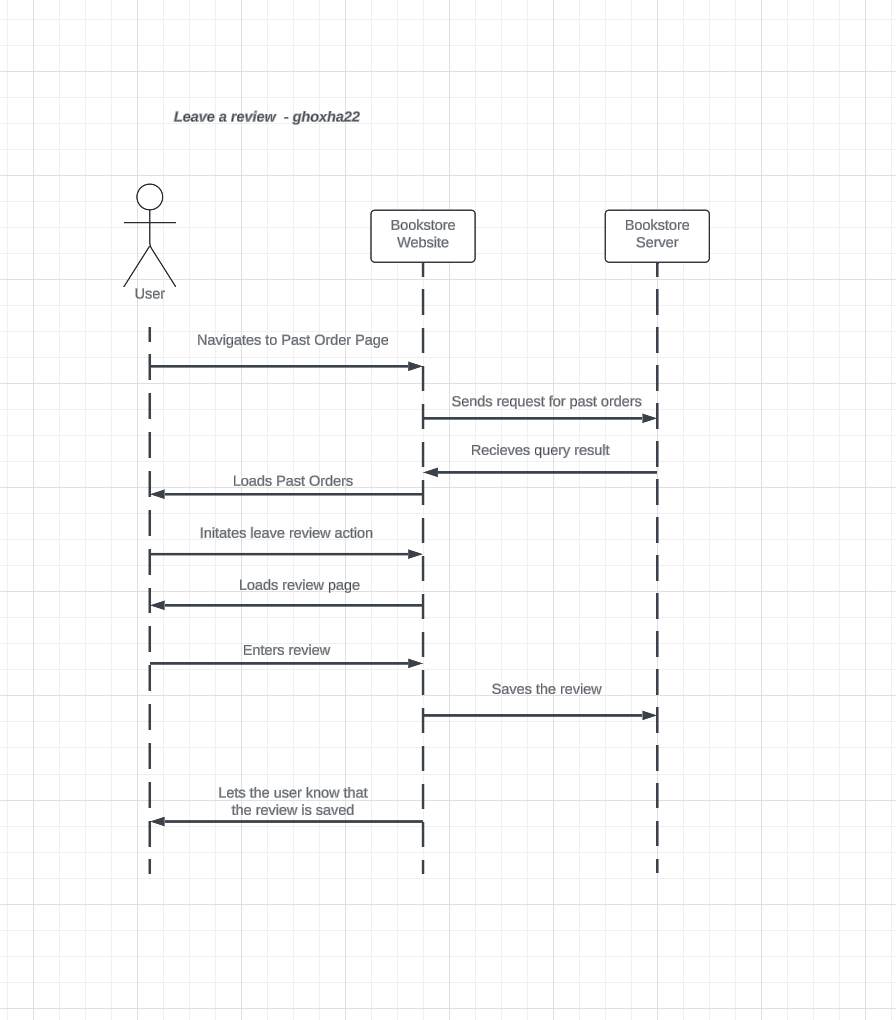 Leave a review  - ghoxha22
Bookstore
Website
Bookstore
Server
User
Navigates to Past Order Page
Sends request for past orders
Recieves query result
Loads Past Orders
Initates leave review action
Loads review page
Enters review
Saves the review
Lets the user know that
the review is saved